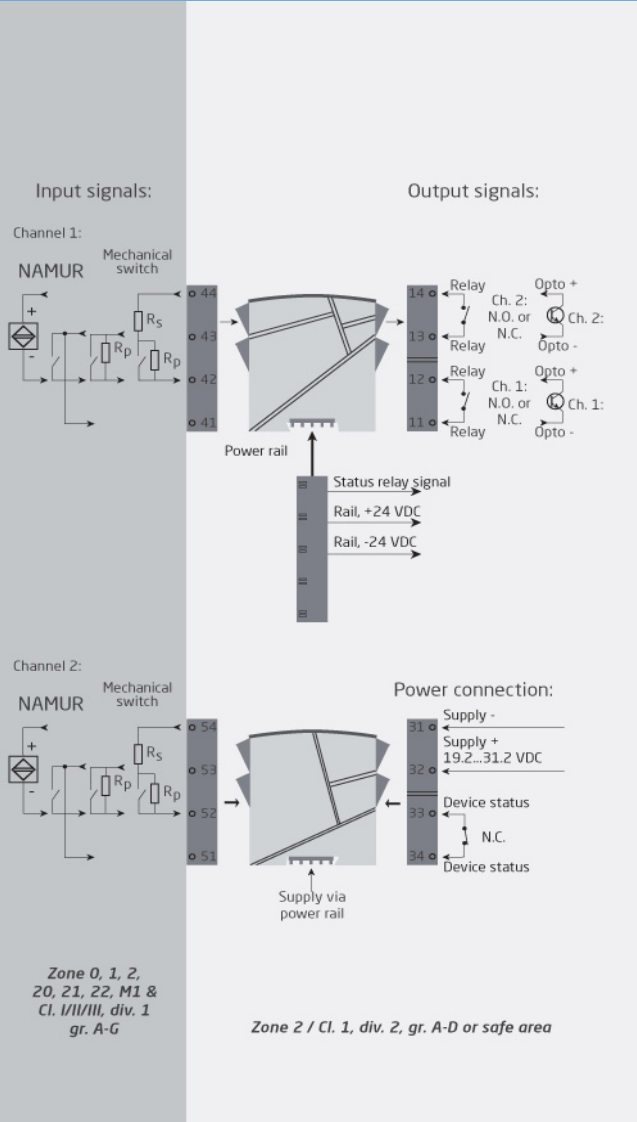 Input signals:
Output signals:
Channel 1:
NAMUR
Mechanical
switch
+
-
Rp
Rs
Rp
44
43
42
41
14
13
12
11
Relay
Relay
Ch. 2:
N.O. or
N.C.
Opto +
Ch. 2:
Opto -
Relay
Relay
Ch. 1:
N.O. or
N.C.
Opto +
Ch. 1:
Opto -
Power rail
Status relay signal
Rail, +24 VDC
Rail, -24 VDC
Channel 2:
NAMUR
Mechanical
switch
+
-
Rp
Rs
Rp
54
53
52
51
Power connection:
31
32
33
34
Supply -
Supply +
19.2...31.2 VDC
Device status
N.C.
Device status
Supply via
power rail
Zone 0, 1, 2,
20, 21, 22, M1 &
Cl. I/II/III, div. 1
gr. A-G
Zone 2 / Cl. 1, div. 2, gr. A-D or safe area